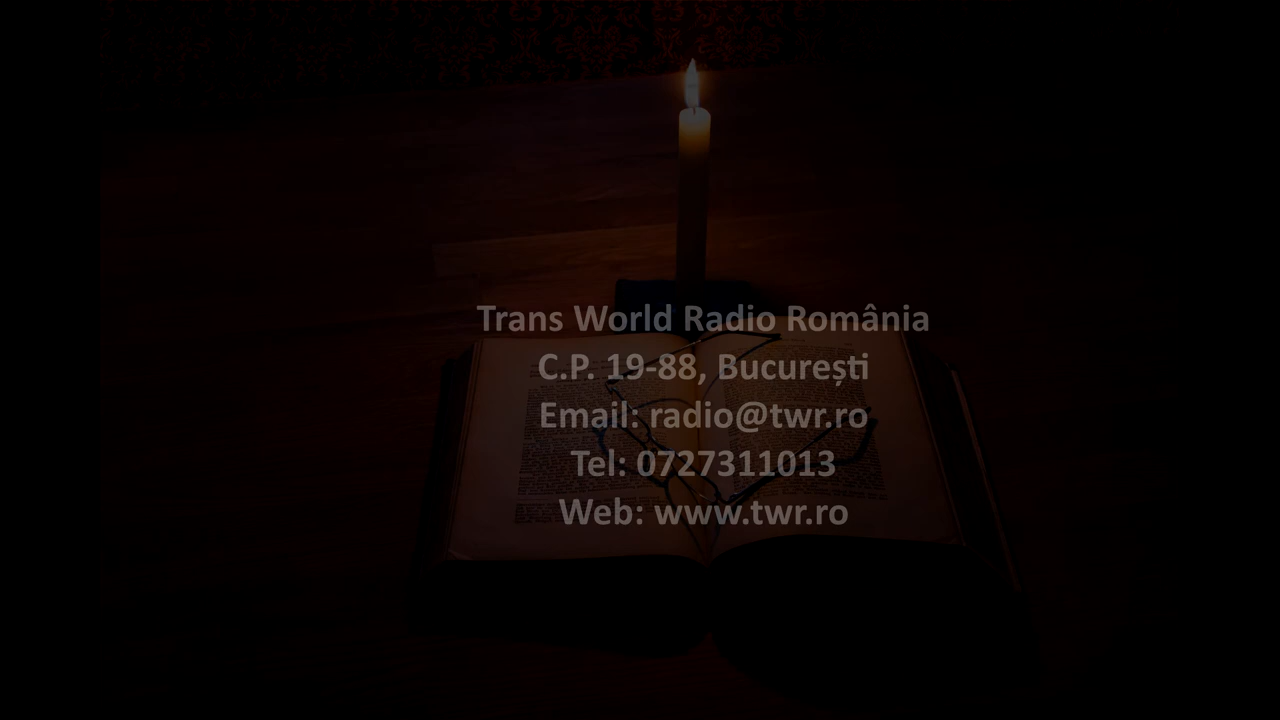 Trans World Radio România
C.P. 19-88, București
Email: radio@twr.ro
Tel: 0727311013
Web: www.twr.ro